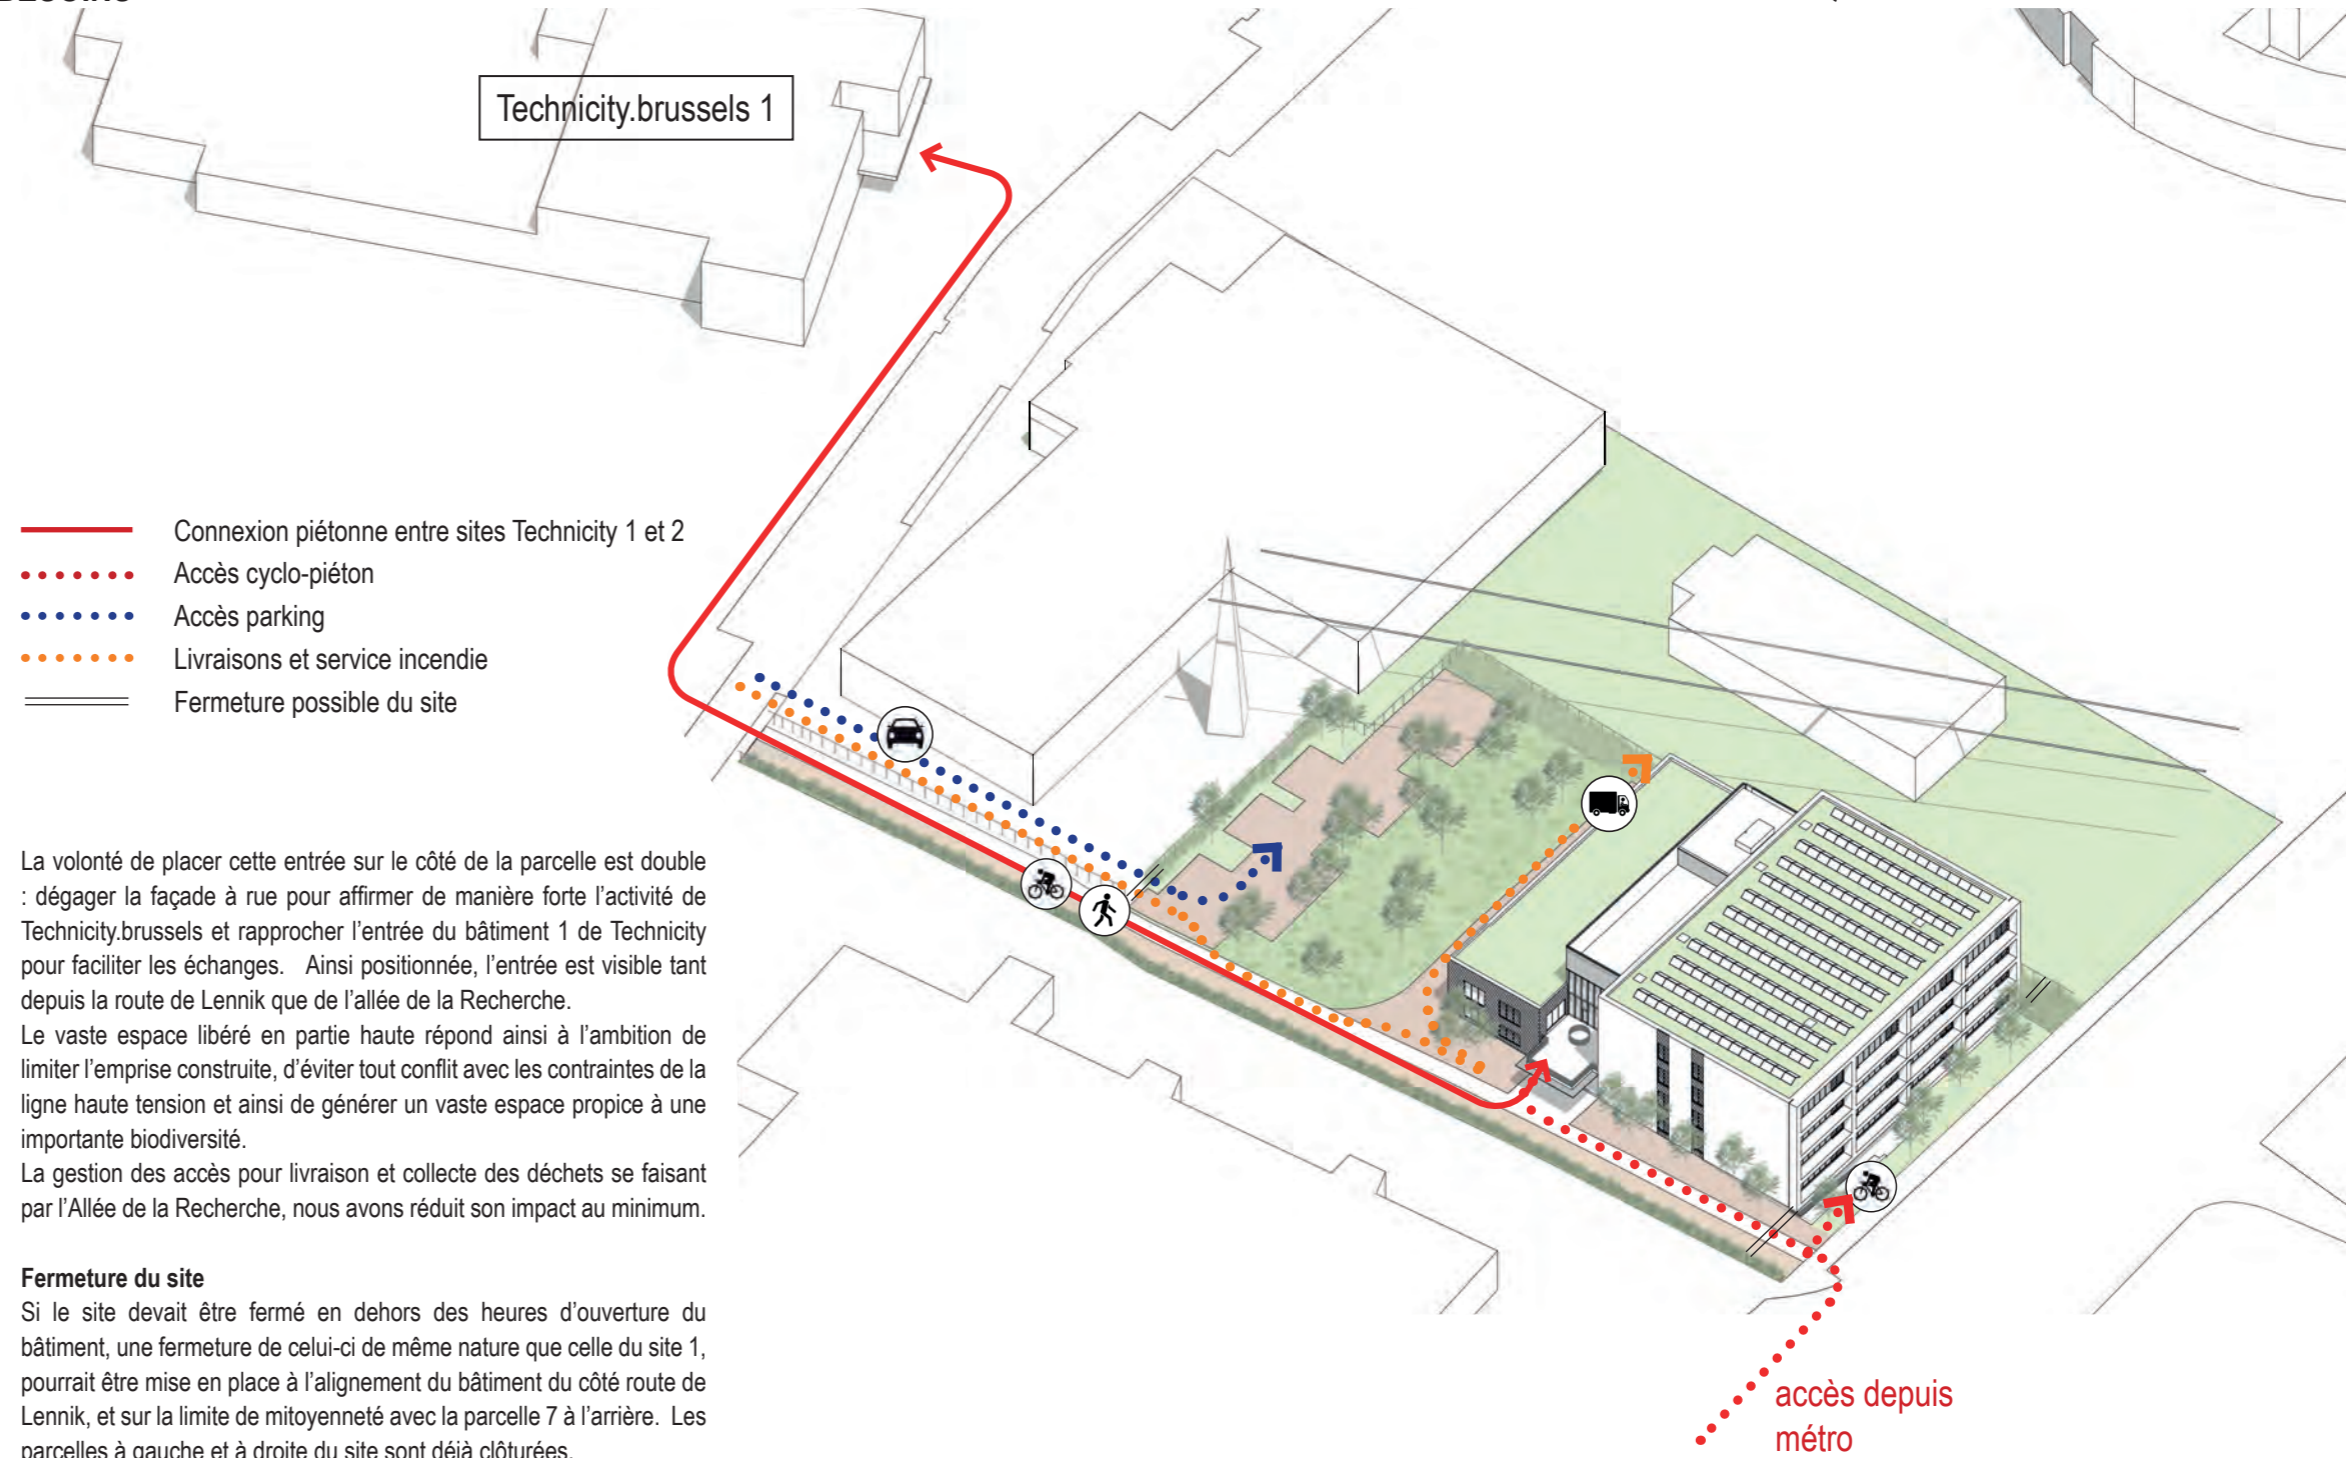 Technicity.brussels 1
Connexion piétonne entre sites Technicity 1 et 2
Accès cyclo-piéton
Accès parking
Livraisons et service incendie
Fermeture possible du site
La volonté de placer cette entrée sur le côté de la parcelle est double
: dégager la façade à rue pour affirmer de manière forte l’activité de
Technicity.brussels et rapprocher l’entrée du bâtiment 1 de Technicity
pour faciliter les échanges. Ainsi positionnée, l’entrée est visible tant
depuis la route de Lennik que de l’allée de la Recherche.
Le vaste espace libéré en partie haute répond ainsi à l’ambition de
limiter l’emprise construite, d’éviter tout conflit avec les contraintes de la
ligne haute tension et ainsi de générer un vaste espace propice à une
importante biodiversité.
La gestion des accès pour livraison et collecte des déchets se faisant
par l’Allée de la Recherche, nous avons réduit son impact au minimum.
Fermeture du site
Si le site devait être fermé en dehors des heures d’ouverture du
bâtiment, une fermeture de celui-ci de même nature que celle du site 1,
pourrait être mise en place à l’alignement du bâtiment du côté route de
Lennik, et sur la limite de mitoyenneté avec la parcelle 7 à l’arrière. Les
parcelles à gauche et à droite du site sont déjà clôturées.
accès depuis
métro